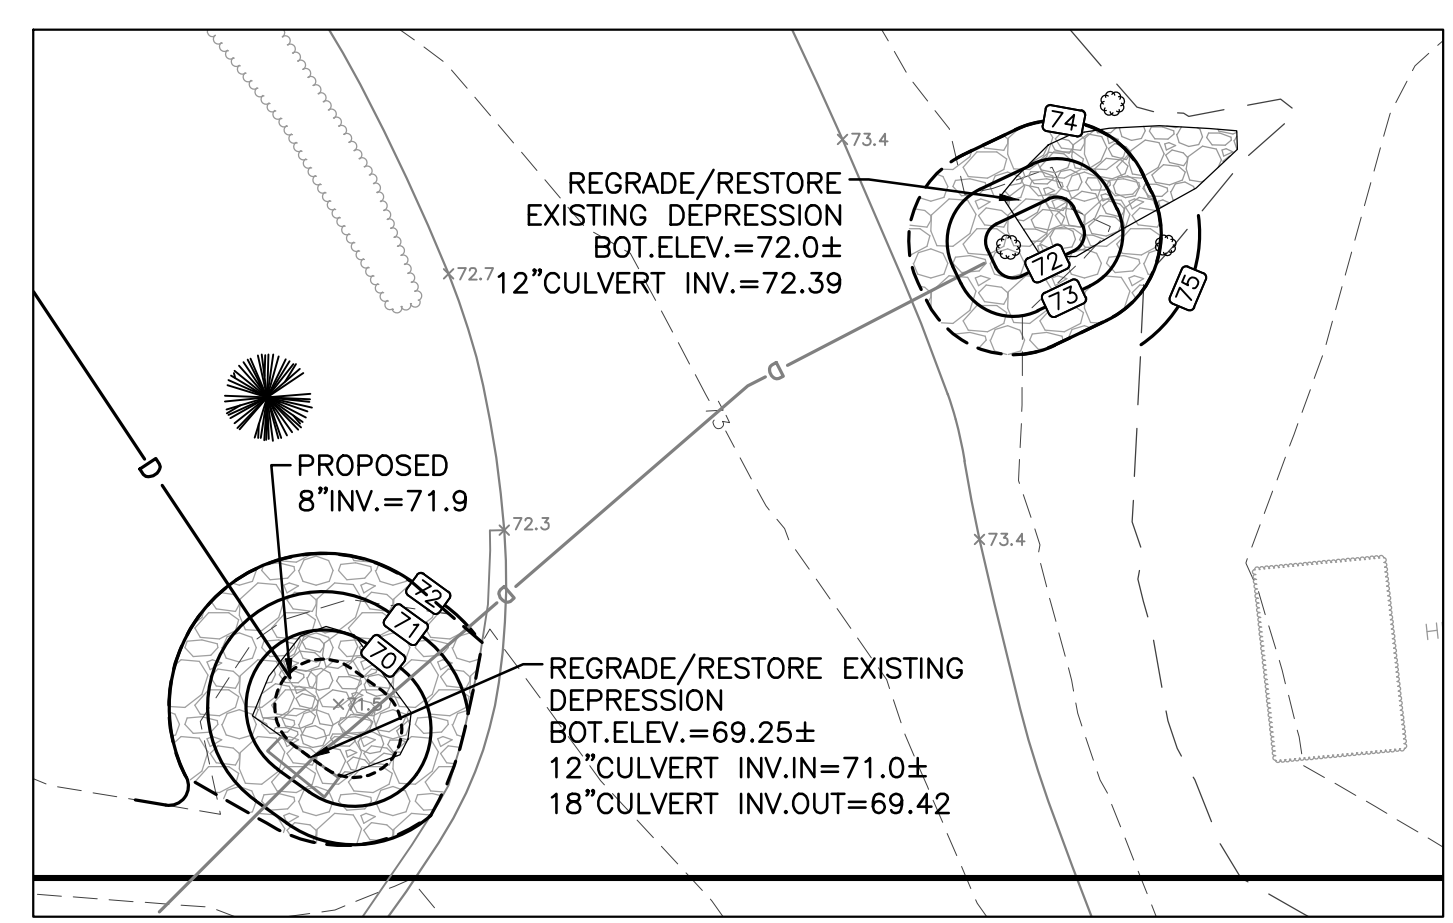 74
73.4
REGRADE/RESTORE
EXISTING DEPRESSION
BOT.ELEV.=72.0±
12"CULVERT INV.=72.39
72.7
72
73
75
D
73
PROPOSED
8"INV.=71.9
D
72.3
73.4
D
72
71
70
71.5
H
REGRADE/RESTORE EXISTING
DEPRESSION
BOT.ELEV.=69.25±
12"CULVERT INV.IN=71.0±
18"CULVERT INV.OUT=69.42